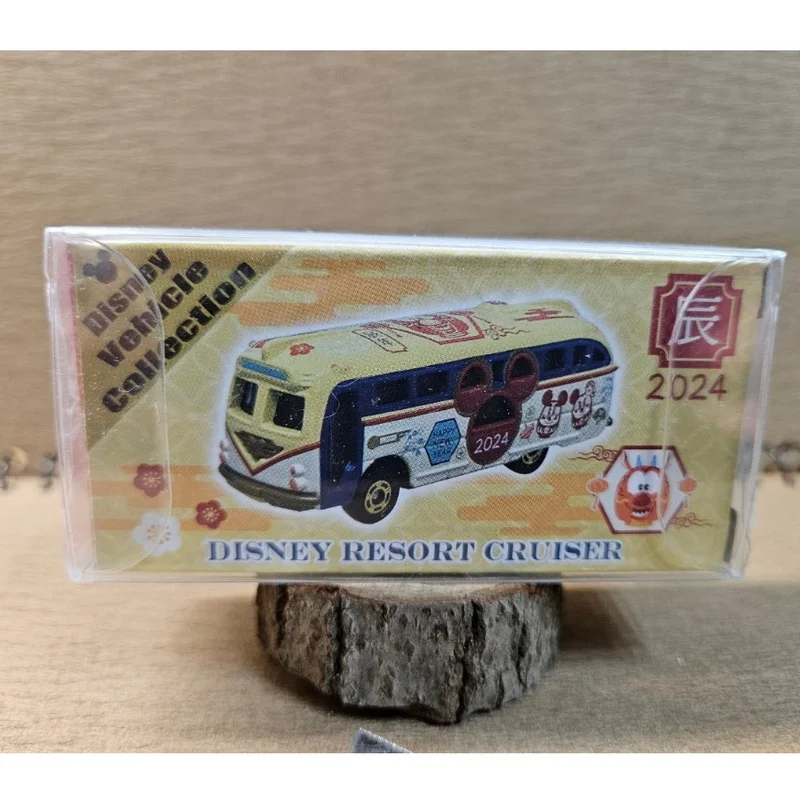 Disney
Vehicle
Collection
辰
2024
HAPPY
NEW
YEAR
2024
DISNEY RESORT CRUISER